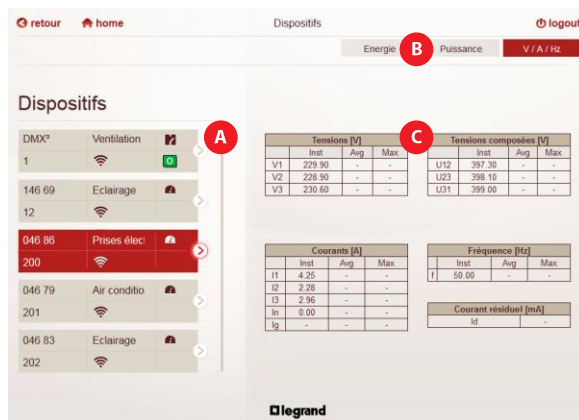 retour home Dispositifs logout
Energie B Puissance V / A / Hz
Dispositifs
A
DMX³ Ventilation
1 O
146 69 Eclairage
12
046 86 Prises élect
200
046 79 Air conditio
201
046 83 Eclairage
202
C
Tensions [V]
Inst Avg Max
V1 229.90 - -
V2 228.90 - -
V3 230.60 - -
Tensions composées [V]
Inst Avg Max
U12 397.30 - -
U23 398.10 - -
U31 399.00 - -
Courants [A]
Inst Avg Max
I1 4.25 - -
I2 2.28 - -
I3 2.96 - -
In 0.00 - -
Ig - - -
Fréquence [Hz]
Inst Avg Max
f 50.00 - -
Courant résiduel [mA]
Id -
legrand